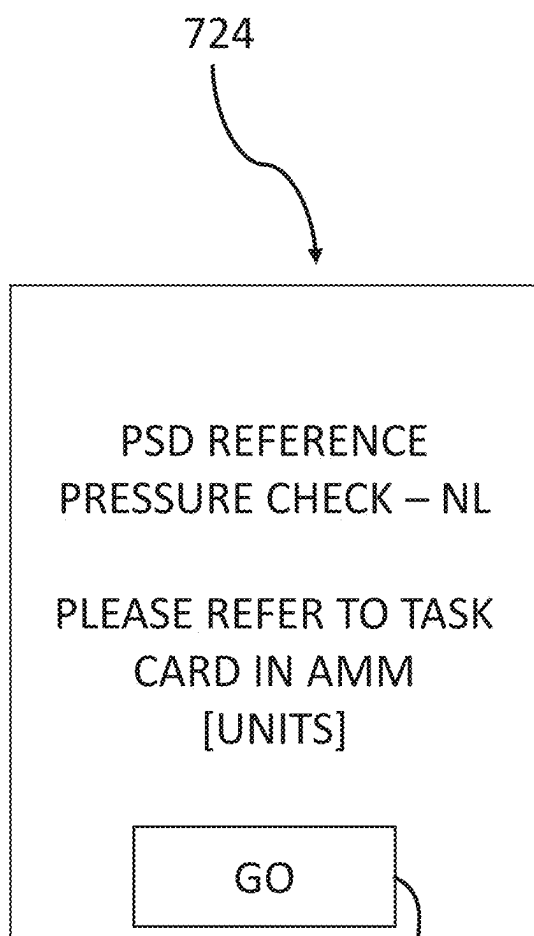 724
PSD REFERENCE
PRESSURE CHECK – NL
PLEASE REFER TO TASK
CARD IN AMM
[UNITS]
GO